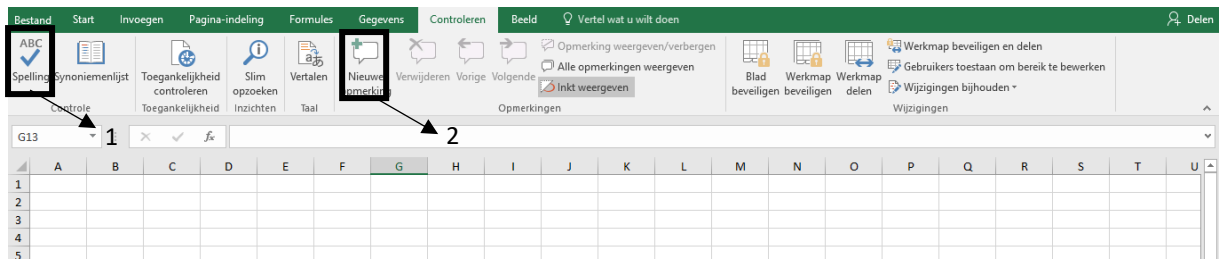 Bestand Start Invoegen Pagina-indeling Formules Gegevens Controleren Beeld Vertel wat u wilt doen Delen
ABC
Spelling Synoniemenlijst Toegankelijkheid controleren Slim opzoeken Vertalen Nieuwe opmerking Verwijderen Vorige Volgende
Opmerking weergeven/verbergen
Alle opmerkingen weergeven
Inkt weergeven
Blad beveiligen Werkmap beveiligen Werkmap delen
Werkmap beveiligen en delen
Gebruikers toestaan om bereik te bewerken
Wijzigingen bijhouden
Controle Toegankelijkheid Inzichten Taal Opmerkingen Wijzigingen
1 2
G13 fx
A B C D E F G H I J K L M N O P Q R S T U
1
2
3
4
5